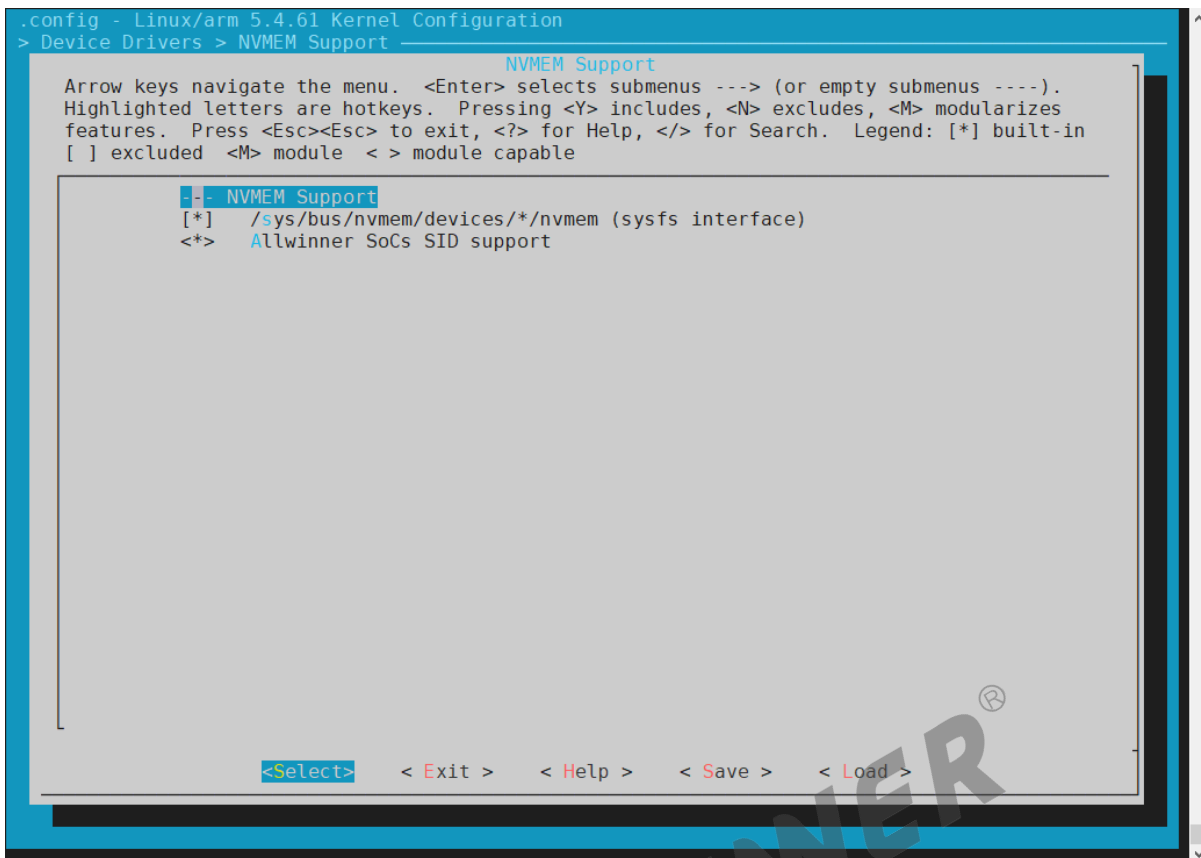 .config - Linux/arm 5.4.61 Kernel Configuration
> Device Drivers > NVMEM Support
NVMEM Support
Arrow keys navigate the menu.  <Enter> selects submenus ---> (or empty submenus ----).
Highlighted letters are hotkeys.  Pressing <Y> includes, <N> excludes, <M> modularizes
features.  Press <Esc><Esc> to exit, <?> for Help, </> for Search.  Legend: [*] built-in
[ ] excluded  <M> module  < > module capable
--- NVMEM Support
[*]   /sys/bus/nvmem/devices/*/nvmem (sysfs interface)
<*>   Allwinner SoCs SID support
<Select>    < Exit >    < Help >    < Save >    < Load >